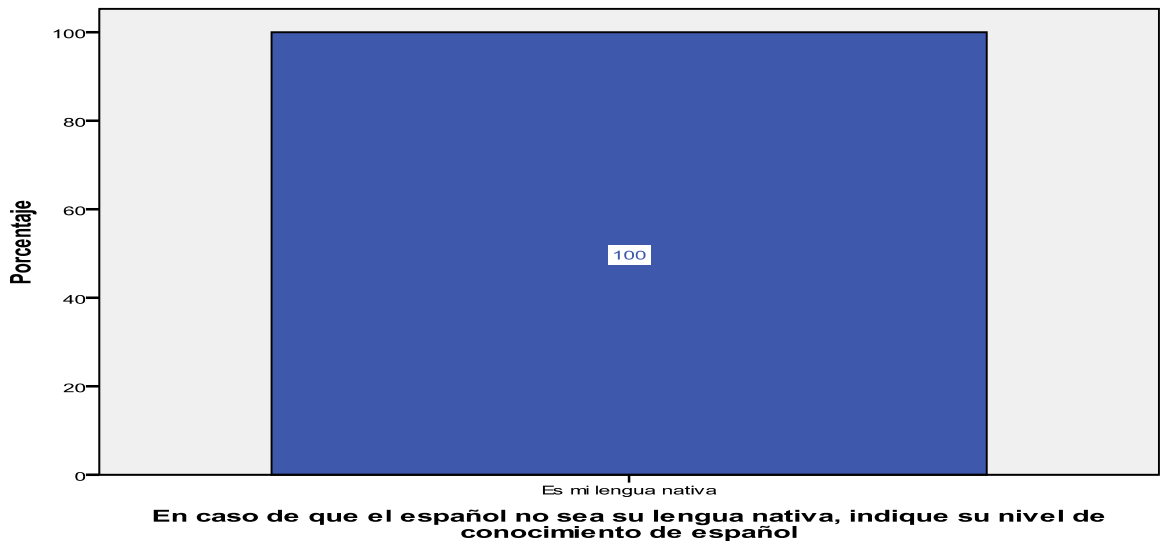 100
80
60
40
20
0
Porcentaje
100
Es mi lengua nativa
En caso de que el español no sea su lengua nativa, indique su nivel de
conocimiento de español